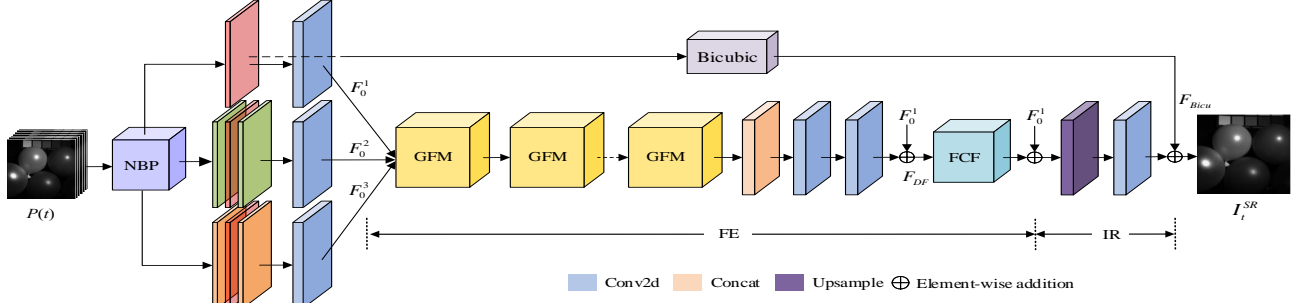 Bicubic
F_0^1
F_Bicu
F_0^1
F_0^1
NBP
F_0^2
GFM
GFM
GFM
FCF
F_DF
P(t)
F_0^3
I_t^SR
FE
IR
Conv2d
Concat
Upsample
Element-wise addition